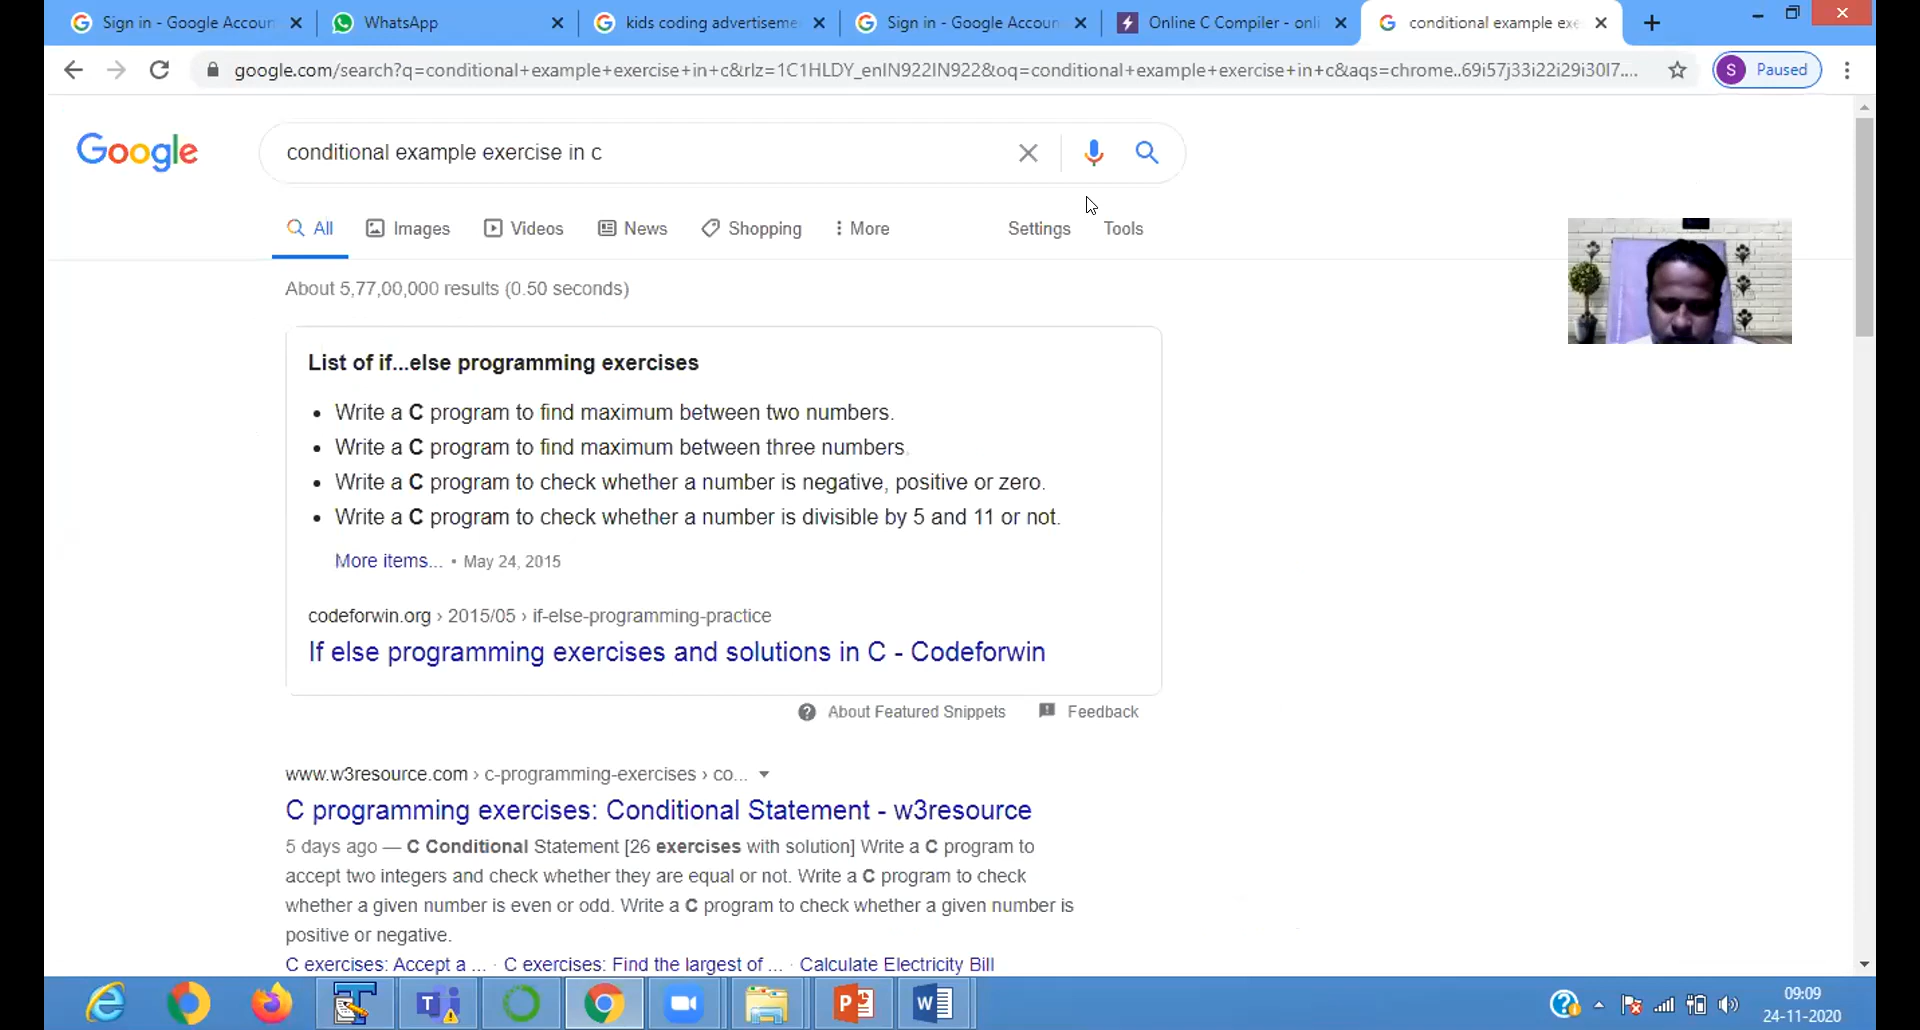 Sign in - Google Accoun
WhatsApp
kids coding advertiseme
Sign in - Google Accoun
Online C Compiler - onli
conditional example exe
google.com/search?q=conditional+example+exercise+in+c&rlz=1C1HLDY_enIN922IN922&oq=conditional+example+exercise+in+c&aqs=chrome..69i57j33i22i29i30l7....
S Paused
Google
conditional example exercise in c
All Images Videos News Shopping More Settings Tools
About 5,77,00,000 results (0.50 seconds)
List of if...else programming exercises
• Write a C program to find maximum between two numbers.
• Write a C program to find maximum between three numbers.
• Write a C program to check whether a number is negative, positive or zero.
• Write a C program to check whether a number is divisible by 5 and 11 or not.
More items... • May 24, 2015
codeforwin.org › 2015/05 › if-else-programming-practice
If else programming exercises and solutions in C - Codeforwin
About Featured Snippets Feedback
www.w3resource.com › c-programming-exercises › co...
C programming exercises: Conditional Statement - w3resource
5 days ago — C Conditional Statement [26 exercises with solution] Write a C program to
accept two integers and check whether they are equal or not. Write a C program to check
whether a given number is even or odd. Write a C program to check whether a given number is
positive or negative.
C exercises: Accept a ... · C exercises: Find the largest of ... · Calculate Electricity Bill
09:09
24-11-2020